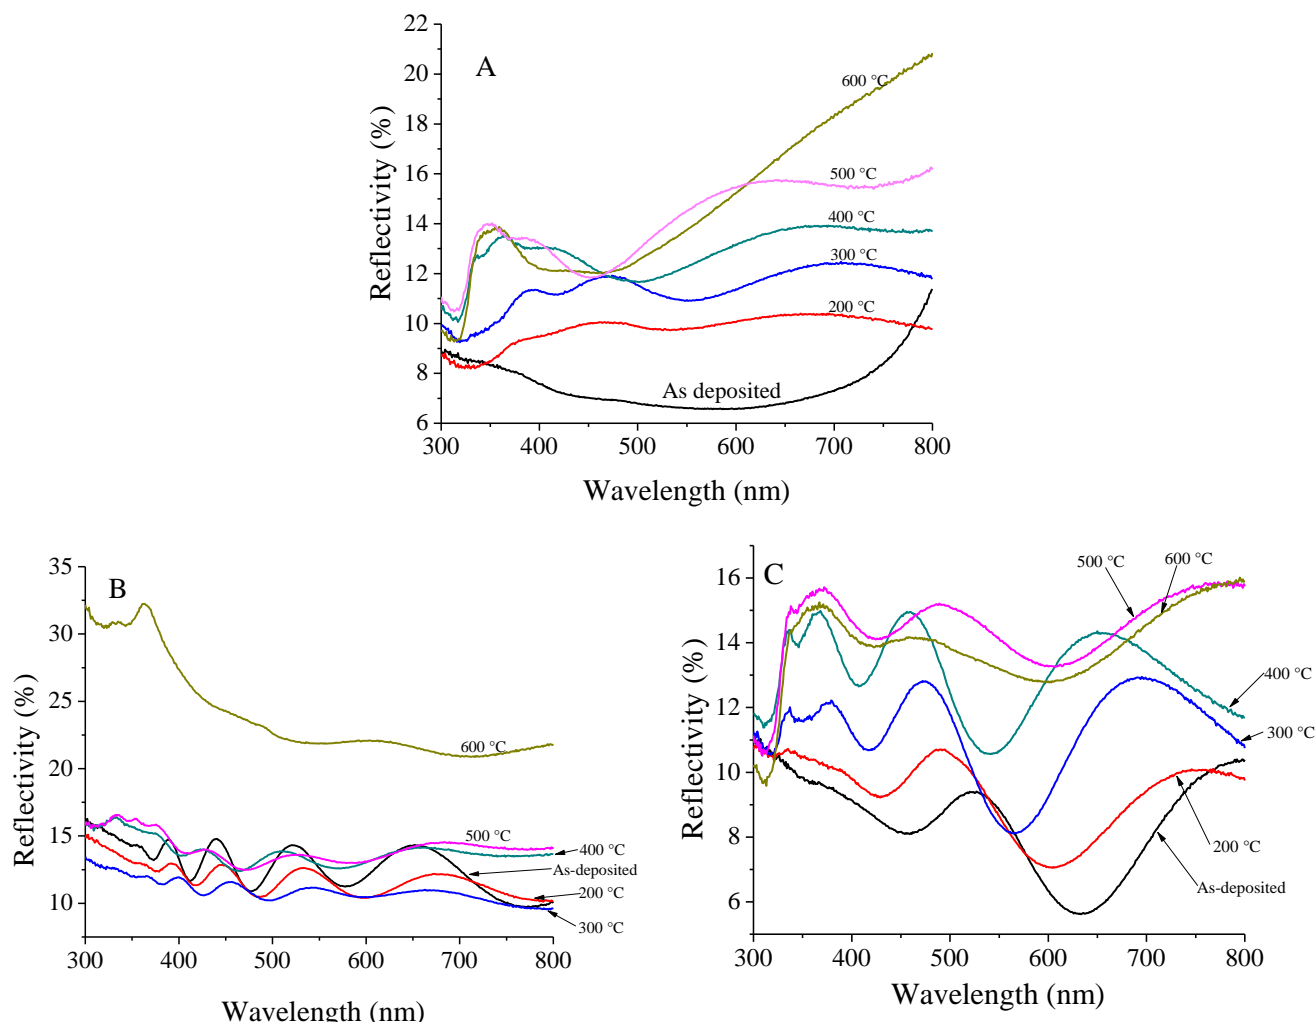 A
22
20
18
16
14
12
10
8
6
Reflectivity (%)
600 °C
500 °C
400 °C
300 °C
200 °C
As deposited
300 400 500 600 700 800
Wavelength (nm)
B
35
30
25
20
15
10
Reflectivity (%)
600 °C
500 °C
400 °C
As-deposited
200 °C
300 °C
300 400 500 600 700 800
Wavelength (nm)
C
16
14
12
10
8
6
Reflectivity (%)
500 °C
600 °C
400 °C
300 °C
200 °C
As-deposited
300 400 500 600 700 800
Wavelength (nm)